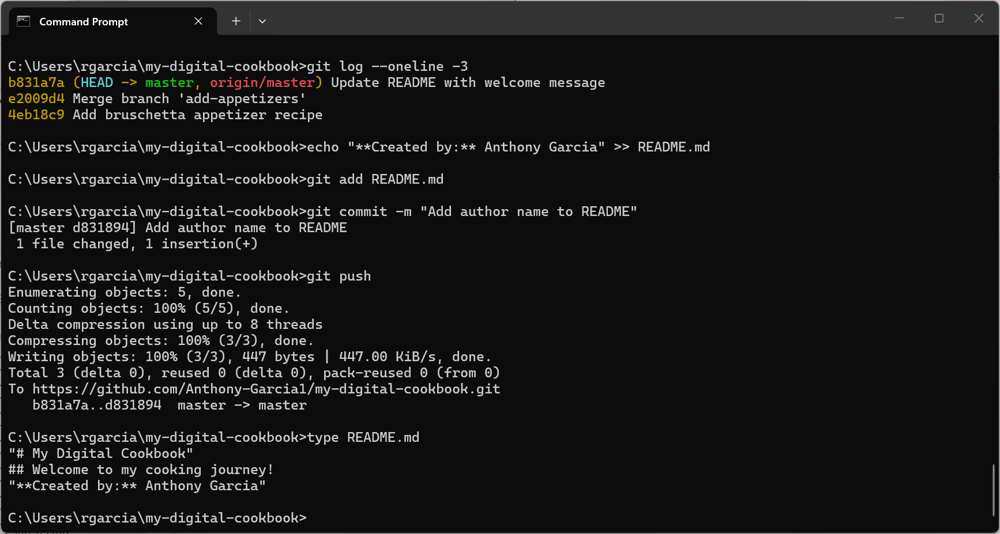 Command Prompt
C:\Users\rgarcia\my-digital-cookbook>git log --oneline -3
b831a7a (HEAD -> master, origin/master) Update README with welcome message
e2009d4 Merge branch 'add-appetizers'
4eb18c9 Add bruschetta appetizer recipe
C:\Users\rgarcia\my-digital-cookbook>echo "**Created by:** Anthony Garcia" >> README.md
C:\Users\rgarcia\my-digital-cookbook>git add README.md
C:\Users\rgarcia\my-digital-cookbook>git commit -m "Add author name to README"
[master d831894] Add author name to README
 1 file changed, 1 insertion(+)
C:\Users\rgarcia\my-digital-cookbook>git push
Enumerating objects: 5, done.
Counting objects: 100% (5/5), done.
Delta compression using up to 8 threads
Compressing objects: 100% (3/3), done.
Writing objects: 100% (3/3), 447 bytes | 447.00 KiB/s, done.
Total 3 (delta 0), reused 0 (delta 0), pack-reused 0 (from 0)
To https://github.com/Anthony-Garcia1/my-digital-cookbook.git
   b831a7a..d831894  master -> master
C:\Users\rgarcia\my-digital-cookbook>type README.md
"# My Digital Cookbook"
## Welcome to my cooking journey!
"**Created by:** Anthony Garcia"
C:\Users\rgarcia\my-digital-cookbook>